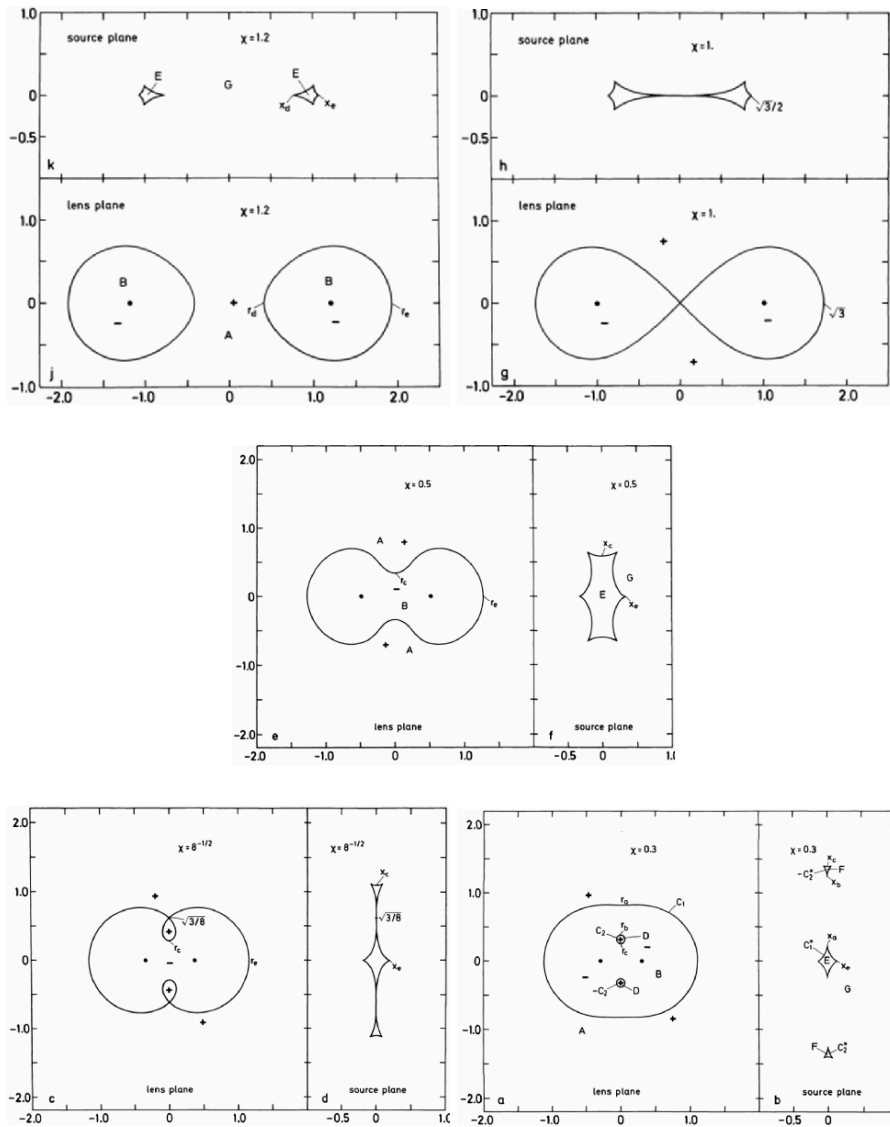 1.0
source plane χ = 1.2
E G E
0
x_d x_e
-0.5
k
lens plane
χ = 1.2
1.0
B B
+
0
r_d r_e
− −
A
j
-1.0
-2.0 -1.0 0 1.0 2.0
1.0
source plane χ = 1.
0
√3/2
-0.5
h
lens plane χ = 1.
1.0
+
0
√3
− −
+
g
-1.0
-2.0 -1.0 0 1.0 2.0
2.0
χ = 0.5
1.0
A +
r_c
−
0
B
r_e
+ A
-1.0
-2.0
e
lens plane
-2.0 -1.0 0 1.0
χ = 0.5
x_c
G
E
x_e
f
source plane
-0.5 0 1.0
2.0
χ = 8^-1/2
1.0
+
√3/8
+
r_c
0
−
r_e
+
+
-1.0
-2.0
c
lens plane
-2.0 -1.0 0 1.0
χ = 8^-1/2
x_c
√3/8
x_e
d
source plane
-0.5 0 1.0
2.0
χ = 0.3
1.0
+
r_a C_1
r_b
C_2 + D
r_c −
0
− B
-C_2 + D
A +
-1.0
-2.0
a
lens plane
-2.0 -1.0 0 1.0
χ = 0.3
x_c
-C_2* F
x_b
x_a
C_1*
E
x_e
G
F C_2*
b
source plane
-0.5 0 1.0